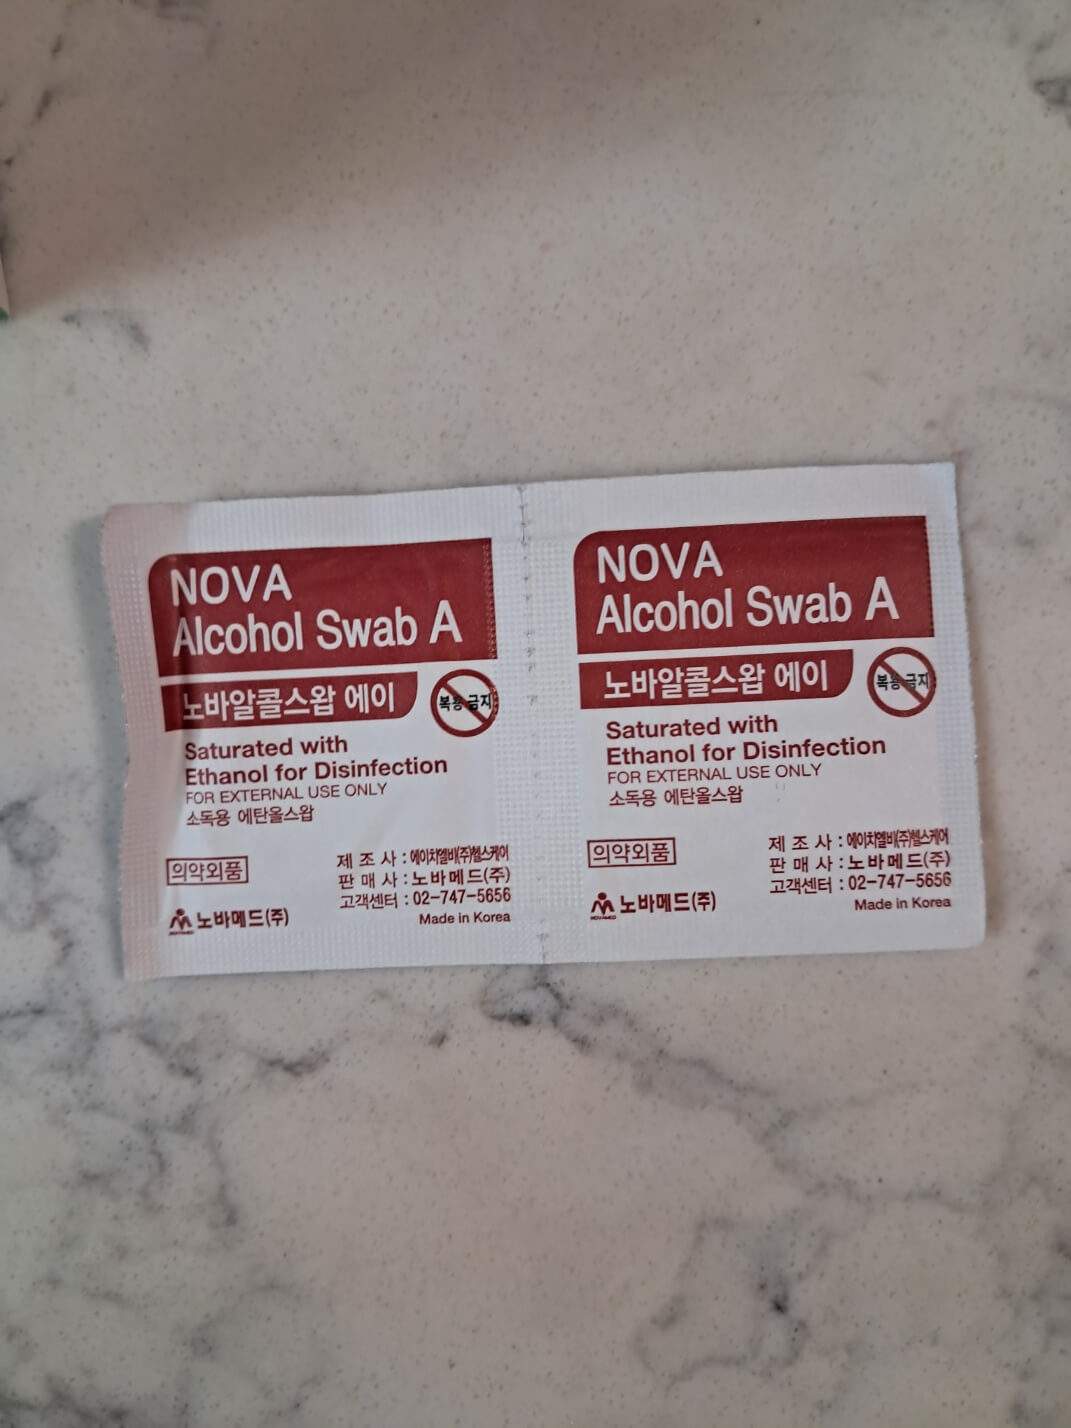 NOVA
Alcohol Swab A
노바알콜스왑 에이
복용금지
Saturated with
Ethanol for Disinfection
FOR EXTERNAL USE ONLY
소독용 에탄올스왑
의약외품
제 조 사 : 에이치엘비(주)헬스케어
판 매 사 : 노바메드(주)
고객센터 : 02-747-5656
노바메드(주)
Made in Korea
NOVA
Alcohol Swab A
노바알콜스왑 에이
복용금지
Saturated with
Ethanol for Disinfection
FOR EXTERNAL USE ONLY
소독용 에탄올스왑
의약외품
제 조 사 : 에이치엘비(주)헬스케어
판 매 사 : 노바메드(주)
고객센터 : 02-747-5656
노바메드(주)
Made in Korea